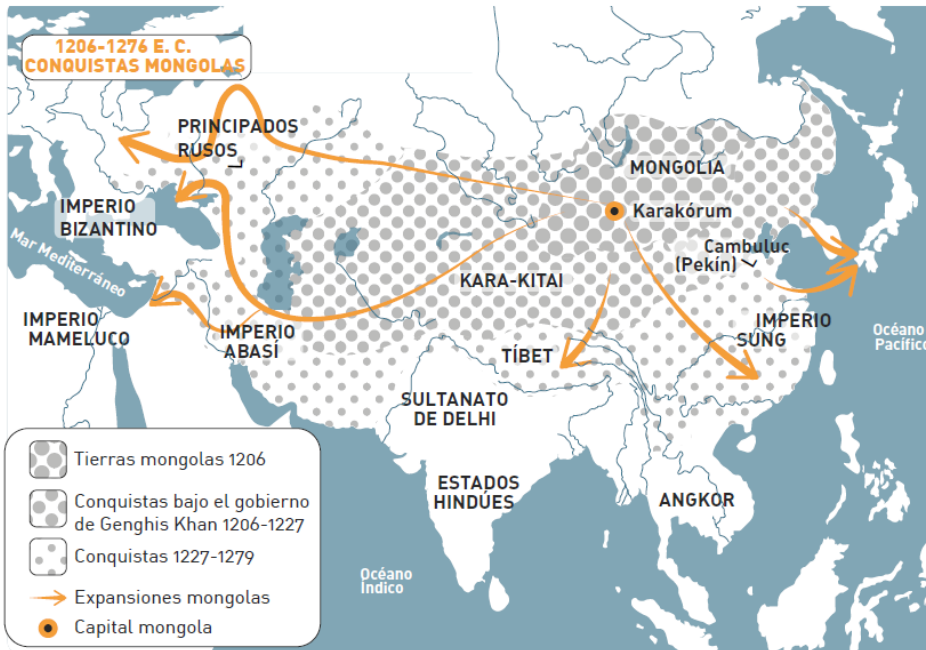 1206-1276 E. C.
CONQUISTAS MONGOLAS
PRINCIPADOS
RUSOS
MONGOLIA
IMPERIO
BIZANTINO
Karakórum
Mar Mediterráneo
Cambuluc
(Pekín)
KARA-KITAI
IMPERIO
MAMELUCO
IMPERIO
ABASÍ
IMPERIO
SUNG
Océano
Pacífico
TÍBET
SULTANATO
DE DELHI
ESTADOS
HINDÚES
ANGKOR
Océano
Indico
Tierras mongolas 1206
Conquistas bajo el gobierno
de Genghis Khan 1206-1227
Conquistas 1227-1279
Expansiones mongolas
Capital mongola